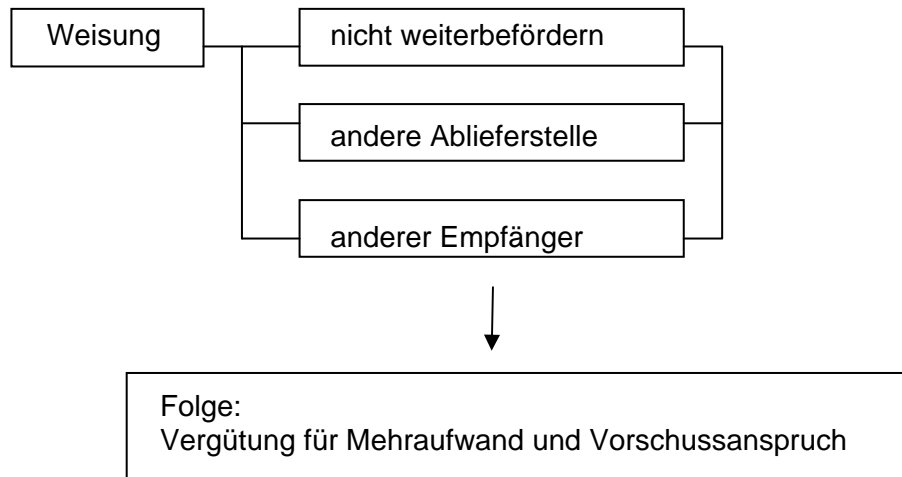 Weisung
nicht weiterbefördern
andere Ablieferstelle
anderer Empfänger
Folge:
Vergütung für Mehraufwand und Vorschussanspruch